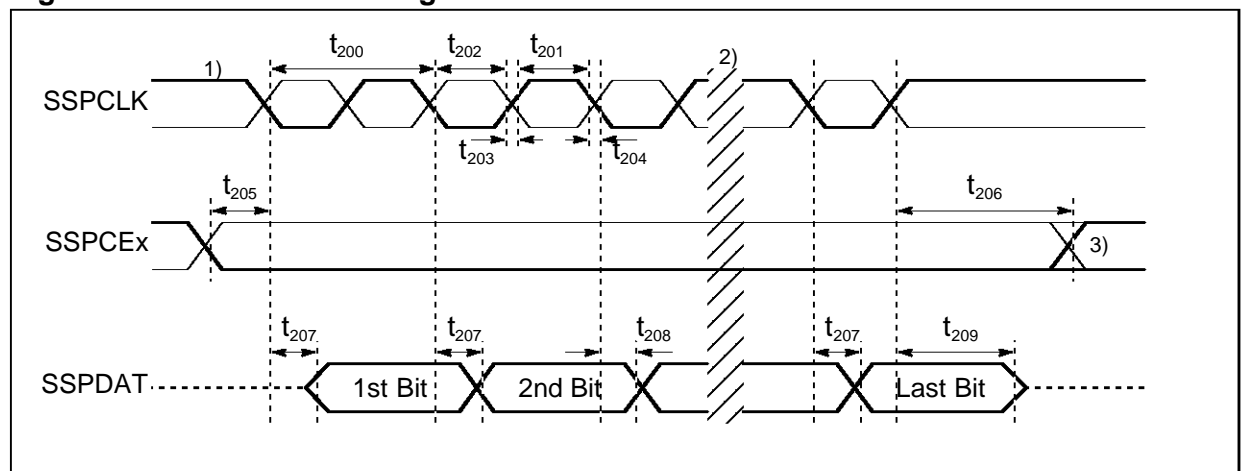 t200 t202 t201
1) 2)
SSPCLK
t203 t204
t205 t206
SSPCEx
3)
t207 t207 t208 t207 t209
SSPDAT 1st Bit 2nd Bit Last Bit